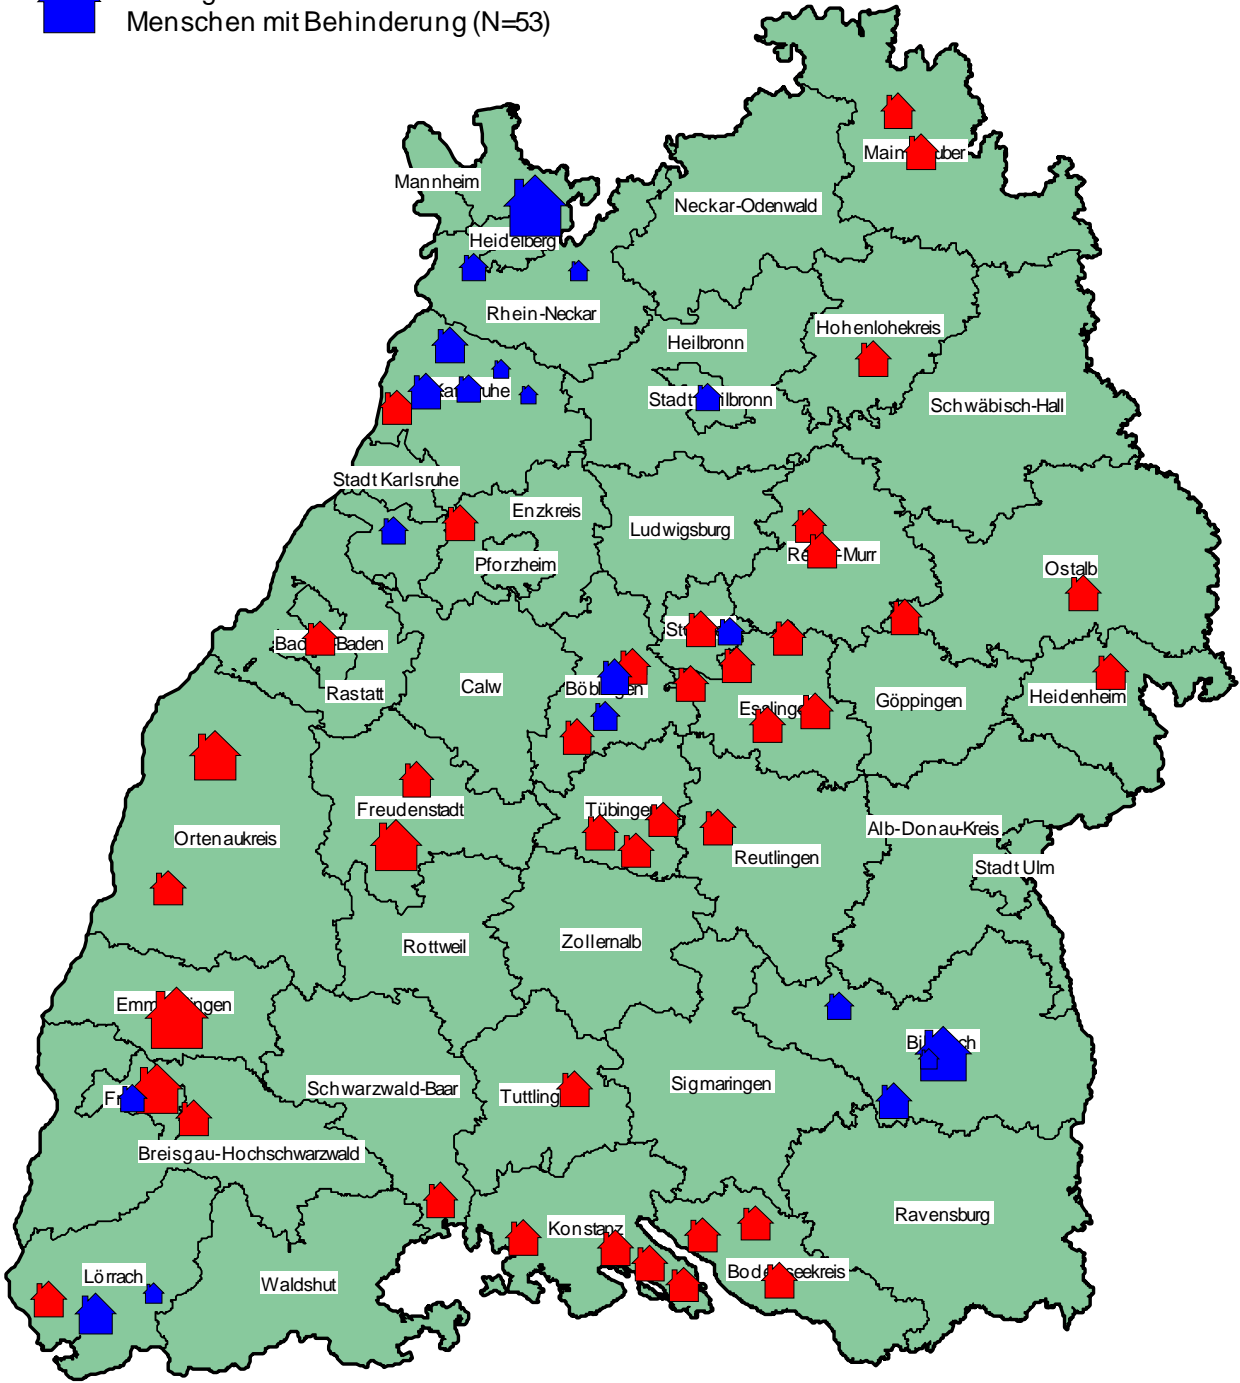 Menschen mit Behinderung (N=53)
Mannheim
Neckar-Odenwald
Heidelberg
Rhein-Neckar
Hohenlohekreis
Heilbronn
Schwäbisch-Hall
Stadt Karlsruhe
Enzkreis
Ludwigsburg
Pforzheim
Ostalb
Rastatt
Calw
Göppingen
Heidenheim
Freudenstadt
Tübingen
Alb-Donau-Kreis
Ortenaukreis
Reutlingen
Stadt Ulm
Rottweil
Zollernalb
Schwarzwald-Baar
Sigmaringen
Breisgau-Hochschwarzwald
Ravensburg
Konstanz
Lörrach
Waldshut